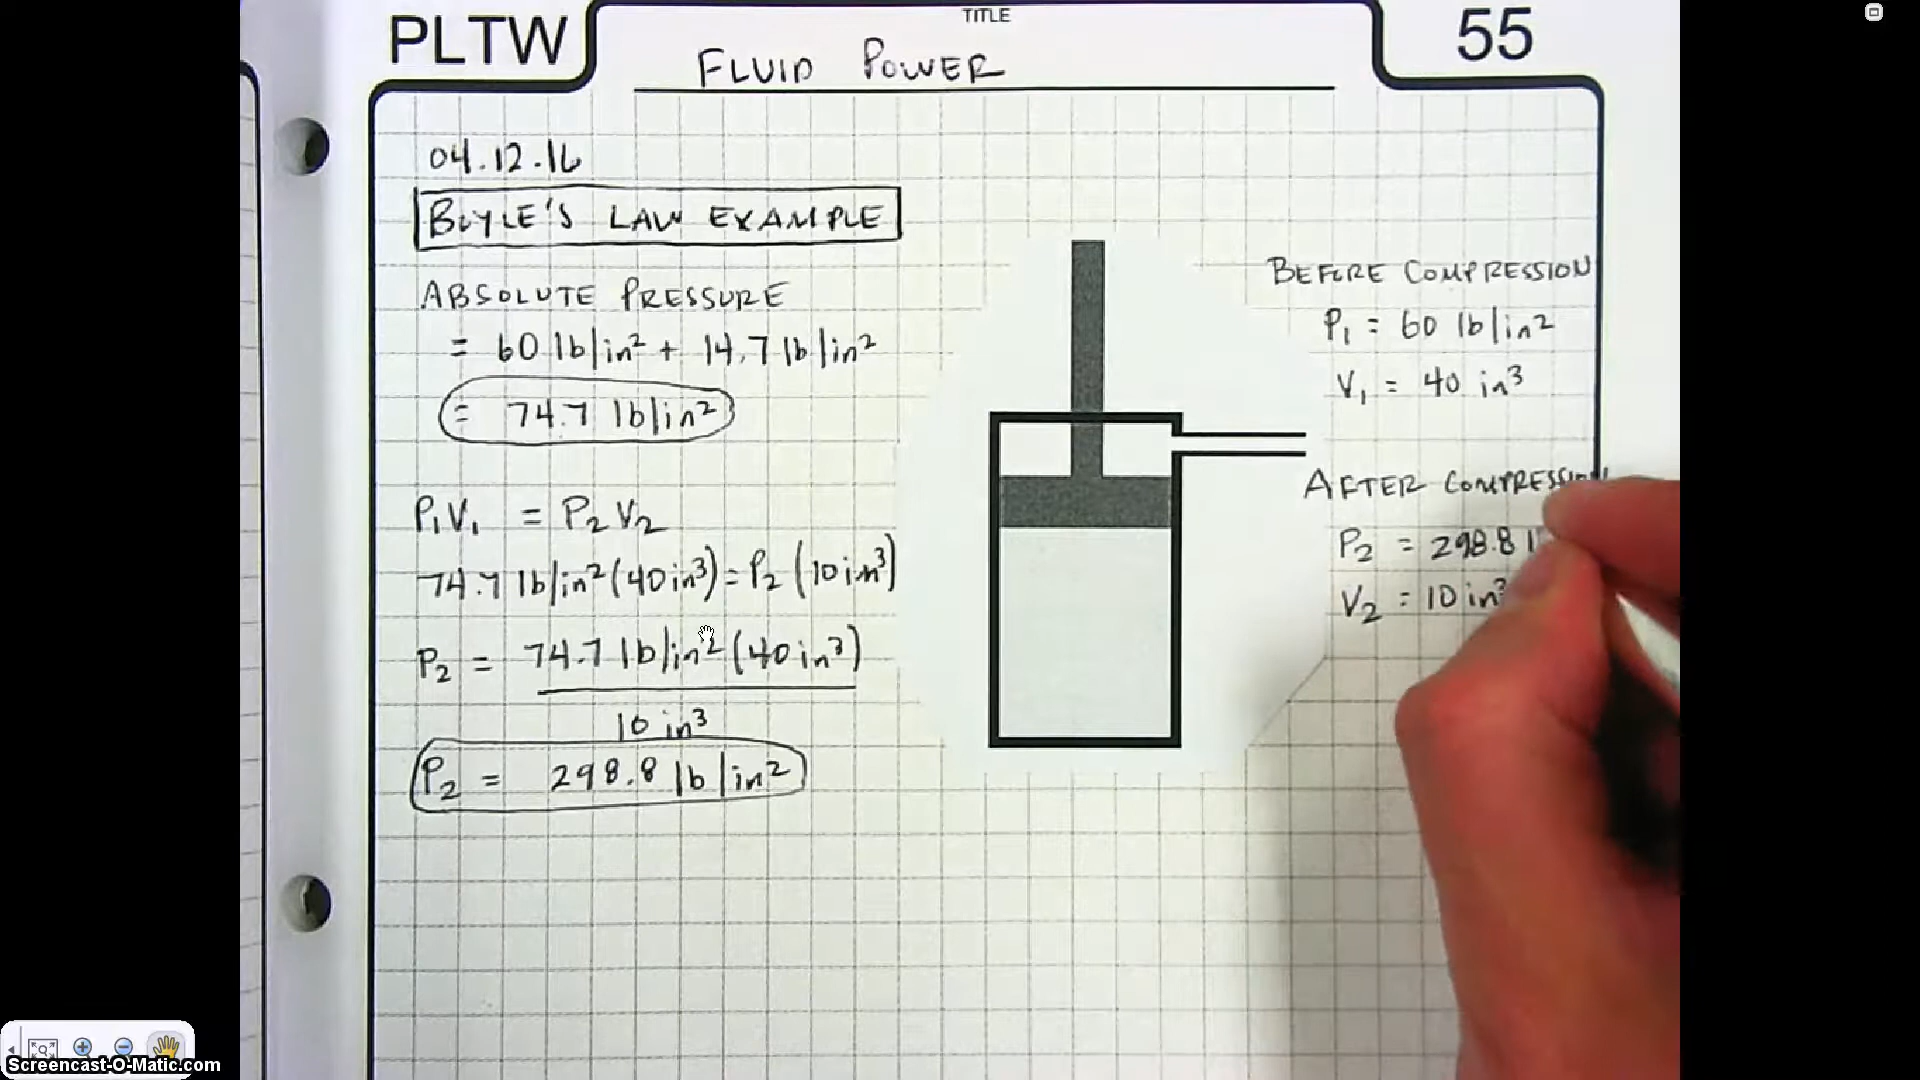 PLTW
TITLE
FLUID POWER
55
04.12.16
BOYLE'S LAW EXAMPLE
ABSOLUTE PRESSURE
= 60 lb/in² + 14.7 lb/in²
= 74.7 lb/in²
P₁V₁ = P₂V₂
74.7 lb/in² (40 in³) = P₂ (10 in³)
P₂ = 74.7 lb/in² (40 in³)
10 in³
P₂ = 298.8 lb/in²
BEFORE COMPRESSION
P₁ = 60 lb/in²
V₁ = 40 in³
AFTER COMPRESSION
P₂ = 298.8 l
V₂ = 10 in³
Screencast-O-Matic.com